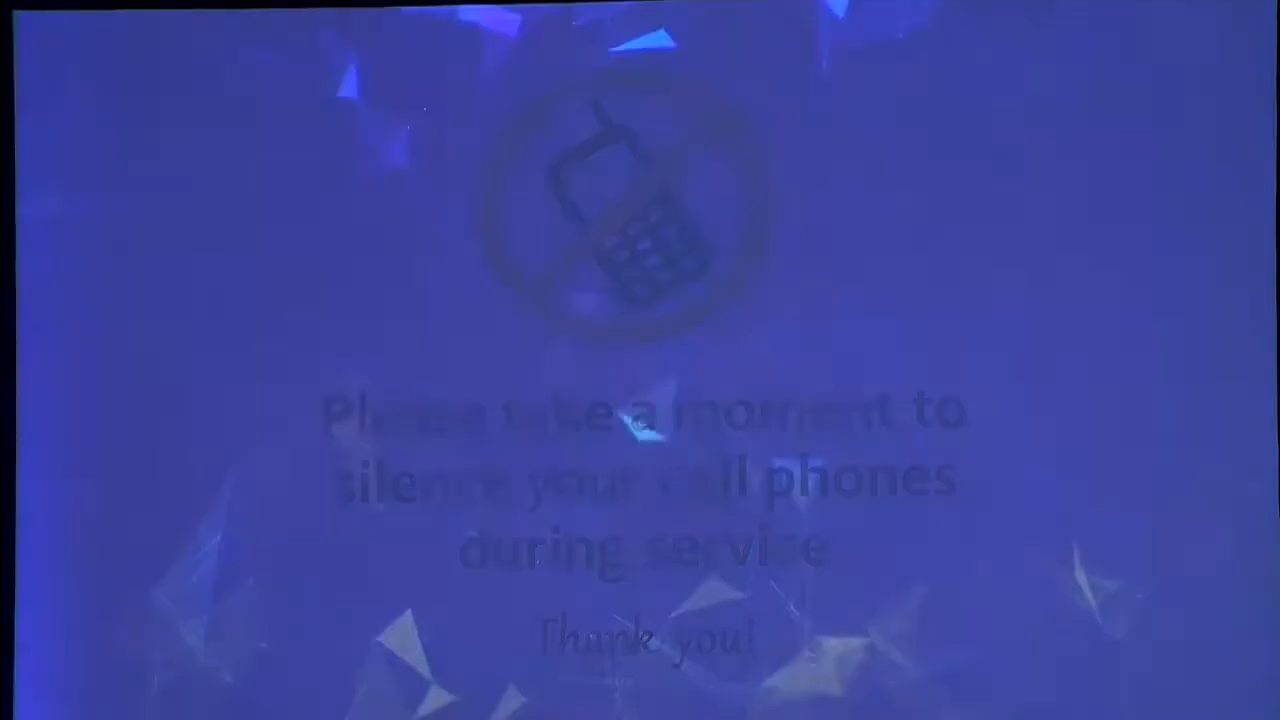 Please take a moment to
silence your cell phones
during service
Thank you!